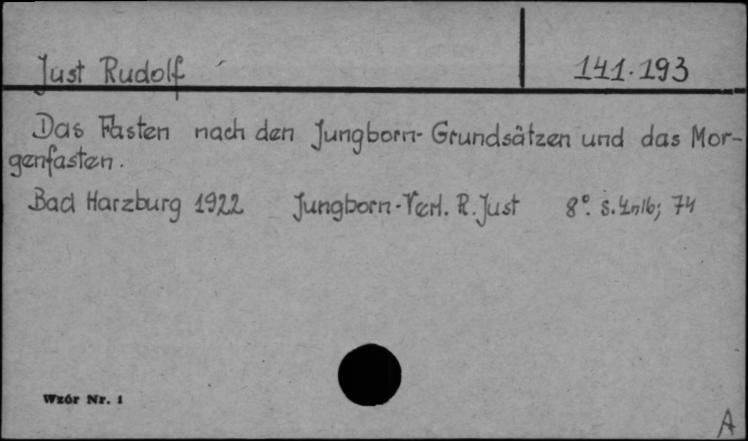 Just Rudolf
141.193
Das Fasten nach den Jungborn-Grundsätzen und das Mor-
genfasten.
Bad Harzburg 1922 Jungborn-Verl. R. Just 8° s. 4nlb; 74
Wzór Nr. 1
A